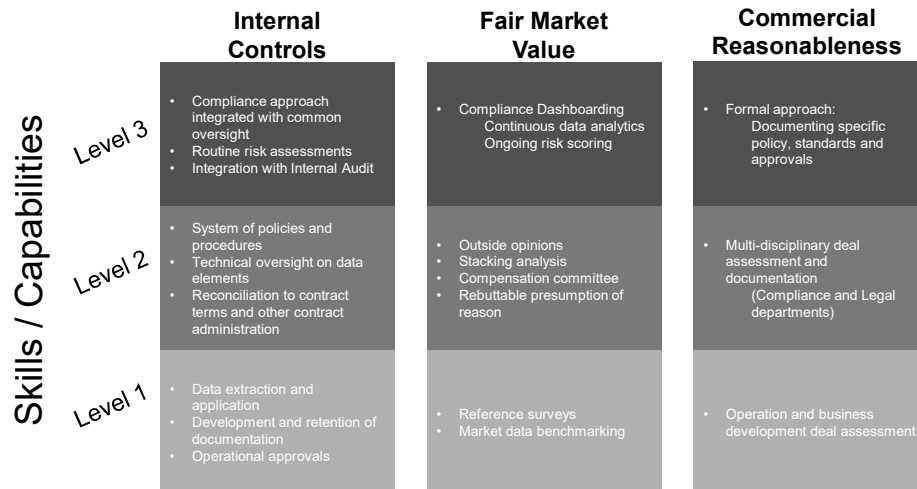 Internal
Controls
Fair Market
Value
Commercial
Reasonableness
Skills / Capabilities
Level 3
• Compliance approach
integrated with common
oversight
• Routine risk assessments
• Integration with Internal Audit
• Compliance Dashboarding
Continuous data analytics
Ongoing risk scoring
• Formal approach:
Documenting specific
policy, standards and
approvals
Level 2
• System of policies and
procedures
• Technical oversight on data
elements
• Reconciliation to contract
terms and other contract
administration
• Outside opinions
• Stacking analysis
• Compensation committee
• Rebuttable presumption of
reason
• Multi-disciplinary deal
assessment and
documentation
(Compliance and Legal
departments)
Level 1
• Data extraction and
application
• Development and retention of
documentation
• Operational approvals
• Reference surveys
• Market data benchmarking
• Operation and business
development deal assessment